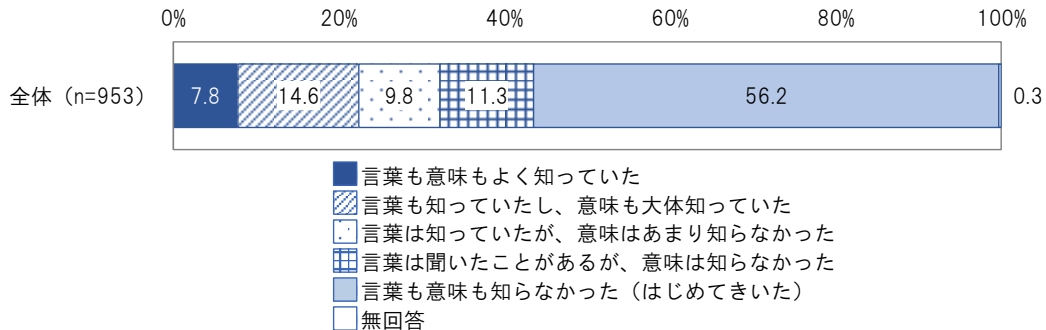 0% 20% 40% 60% 80% 100%
全体（n=953） 7.8 14.6 9.8 11.3 56.2 0.3
言葉も意味もよく知っていた
言葉も知っていたし、意味も大体知っていた
言葉は知っていたが、意味はあまり知らなかった
言葉は聞いたことがあるが、意味は知らなかった
言葉も意味も知らなかった（はじめてきいた）
無回答